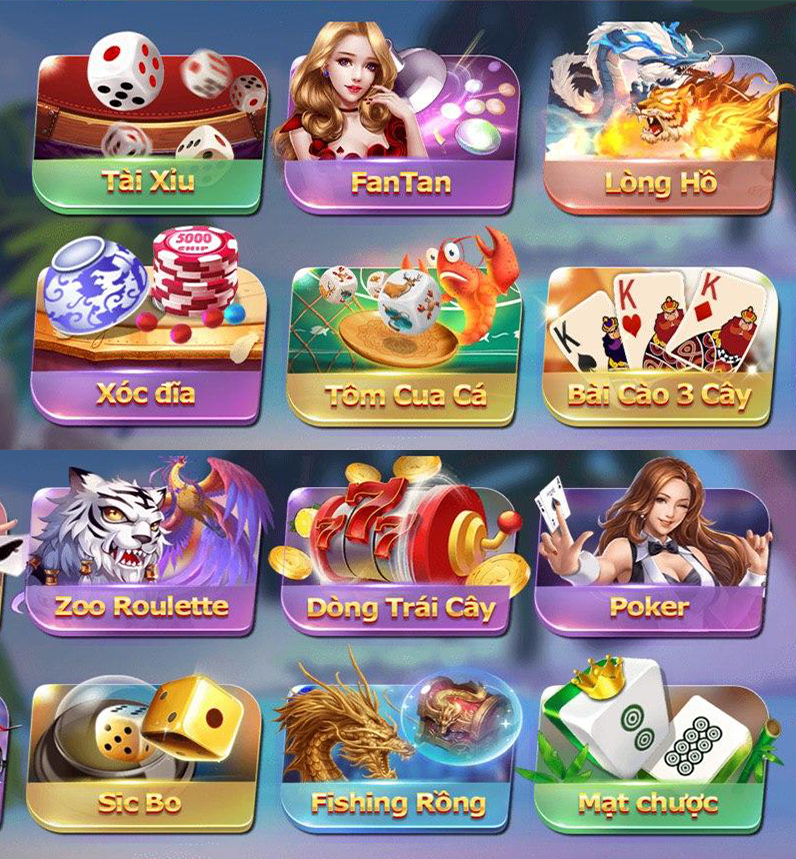 Tài Xỉu
FanTan
Lòng Hồ
5000
CHIP
K
K
K
Xóc đĩa
Tôm Cua Cá
Bài Cào 3 Cây
777
Zoo Roulette
Dòng Trái Cây
Poker
Sic Bo
Fishing Rồng
Mạt chược